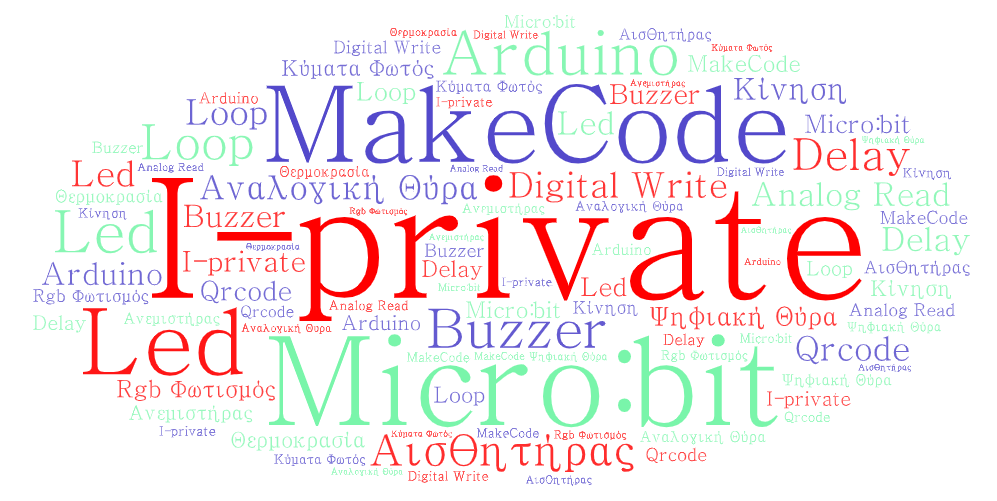 Micro:bit
Θερμοκρασία
Digital Write
Κύματα Φωτός
Digital Write
Arduino
ΑισΘητήρας
MakeCode
Κύματα Φωτός
Ανεμιστήρας
Arduino
Loop
Κύματα Φωτός
I-private
MakeCode
Buzzer
Κίνηση
Loop
Led
Micro:bit
Buzzer
Loop
Delay
Ψηφιακή Θύρα
Led
Analog Read
Θερμοκρασία
Analog Read
Digital Write
Κίνηση
Θερμοκρασία
Αναλογική Θύρα
Digital Write
Analog Read
Κίνηση
Buzzer
I-private
Rgb Φωτισμός
Ανεμιστήρας
Αναλογική Θύρα
MakeCode
Led
Ανεμιστήρας
ΑισΘητήρας
Delay
Θερμοκρασία
Buzzer
Arduino
Arduino
I-private
Delay
Arduino
Loop
ΑισΘητήρας
Rgb Φωτισμός
Qrcode
Micro:bit
I-private
Led
Κίνηση
Delay
Ανεμιστήρας
Qrcode
Analog Read
Micro:bit
Κίνηση
Ψηφιακή Θύρα
Analog Read
Αναλογική Θύρα
Arduino
Buzzer
Ψηφιακή Θύρα
Led
Delay
Micro:bit
Qrcode
MakeCode
MakeCode
Ψηφιακή Θύρα
Rgb Φωτισμός
ΑισΘητήρας
Rgb Φωτισμός
Micro:bit
Loop
Ψηφιακή Θύρα
I-private
Ανεμιστήρας
Qrcode
I-private
Θερμοκρασία
Κύματα Φωτός
MakeCode
Rgb Φωτισμός
Αναλογική Θύρα
Κύματα Φωτός
ΑισΘητήρας
Qrcode
Αναλογική Θύρα
Digital Write
ΑισΘητήρας